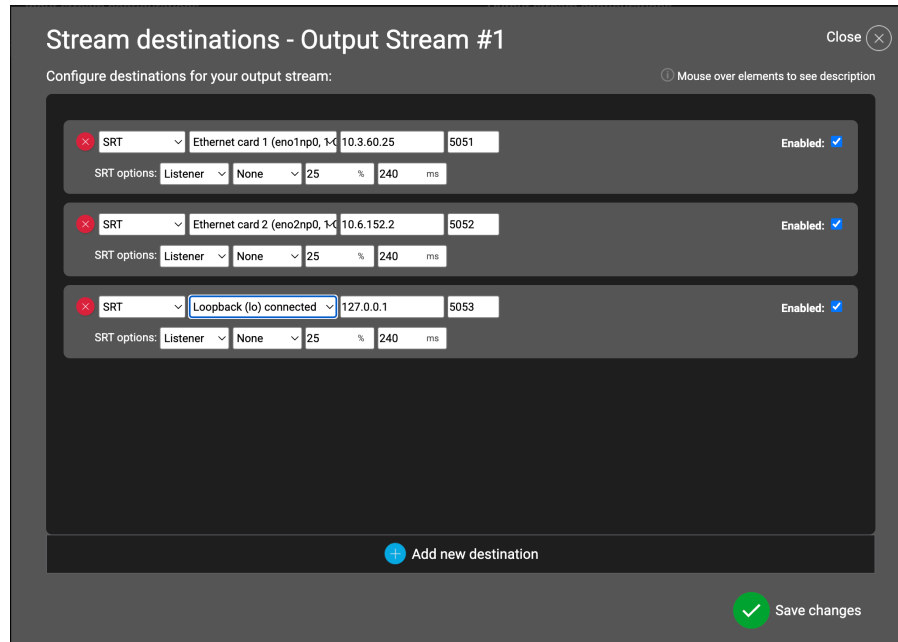 Stream destinations - Output Stream #1
Close
Configure destinations for your output stream:
Mouse over elements to see description
SRT Ethernet card 1 (eno1np0, 10.3.60.25 5051 Enabled:
SRT options: Listener None 25 % 240 ms
SRT Ethernet card 2 (eno2np0, 10.6.152.2 5052 Enabled:
SRT options: Listener None 25 % 240 ms
SRT Loopback (lo) connected 127.0.0.1 5053 Enabled:
SRT options: Listener None 25 % 240 ms
Add new destination
Save changes